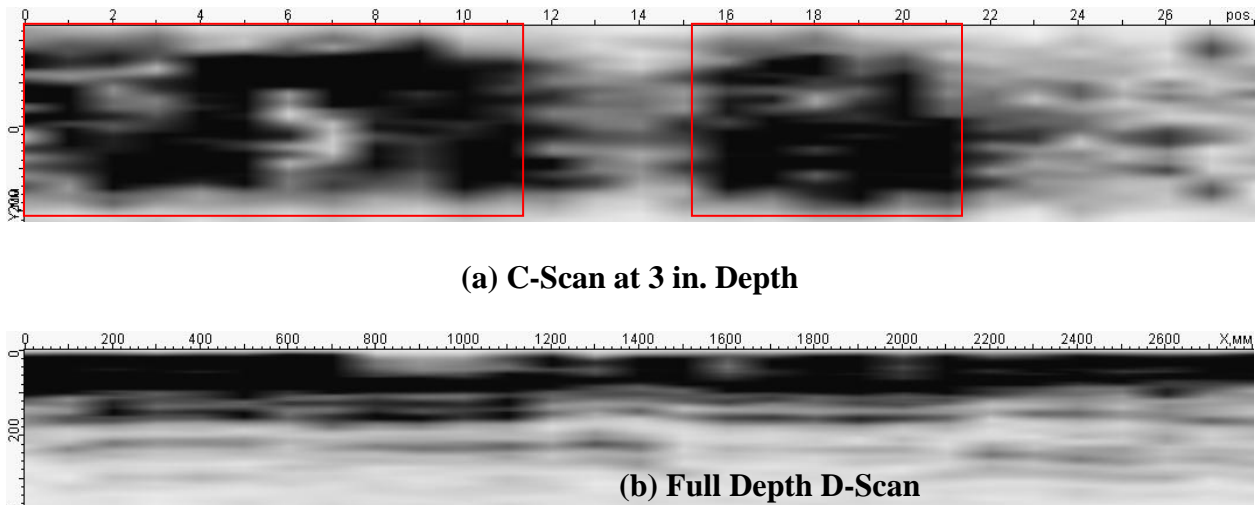 0 2 4 6 8 10 12 14 16 18 20 22 24 26 pos.
0
(a) C-Scan at 3 in. Depth
0 200 400 600 800 1000 1200 1400 1600 1800 2000 2200 2400 2600 X,мм
0
200
(b) Full Depth D-Scan